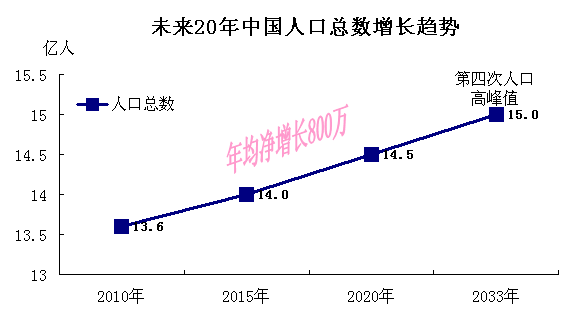 未来20年中国人口总数增长趋势
亿人
15.5
15
14.5
14
13.5
13
人口总数
年均净增长800万
第四次人口
高峰值
13.6
14.0
14.5
15.0
2010年
2015年
2020年
2033年